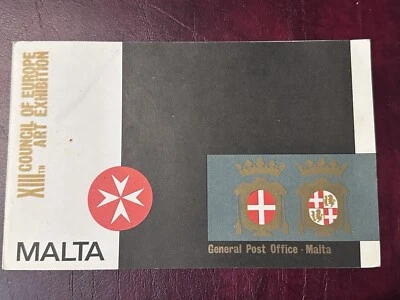 XIIITH COUNCIL OF EUROPE
ART EXHIBITION
MALTA
General Post Office · Malta